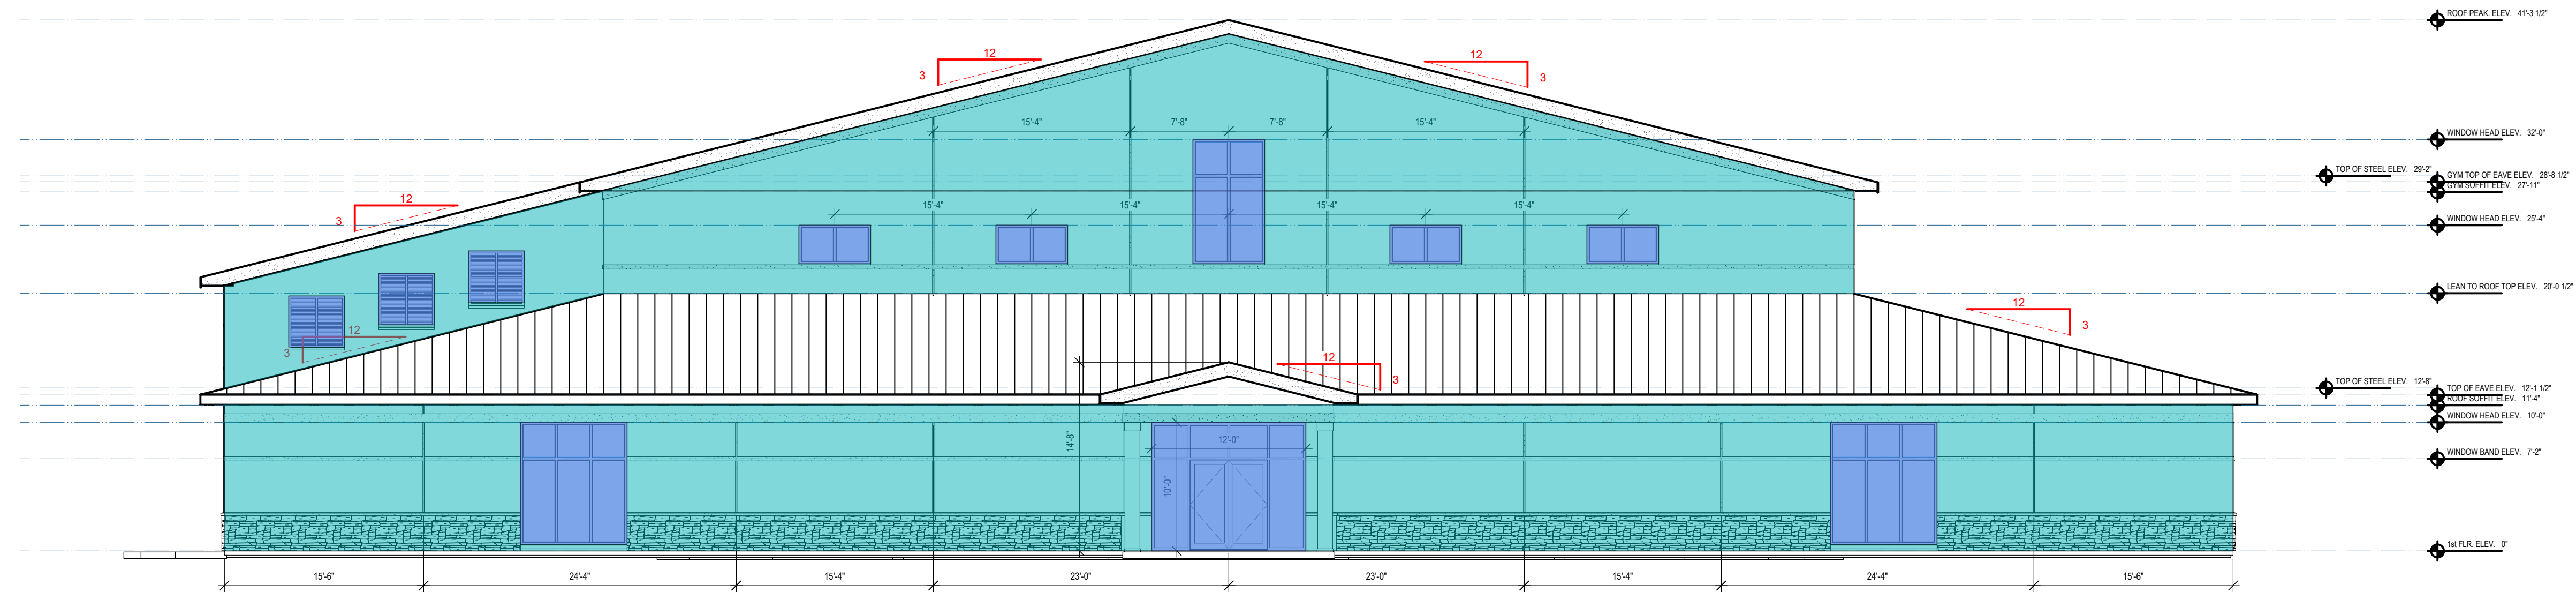 ROOF PEAK. ELEV. 41'-3 1/2"
12
3
12
3
15'-4"
7'-8"
7'-8"
15'-4"
WINDOW HEAD ELEV. 32'-0"
TOP OF STEEL ELEV. 29'-2"
GYM TOP OF EAVE ELEV. 28'-8 1/2"
GYM SOFFIT ELEV. 27'-11"
12
3
15'-4"
15'-4"
15'-4"
15'-4"
WINDOW HEAD ELEV. 25'-4"
LEAN TO ROOF TOP ELEV. 20'-0 1/2"
12
3
12
3
12
3
TOP OF STEEL ELEV. 12'-8"
TOP OF EAVE ELEV. 12'-1 1/2"
ROOF SOFFIT ELEV. 11'-4"
WINDOW HEAD ELEV. 10'-0"
14'-8"
12'-0"
WINDOW BAND ELEV. 7'-2"
10'-0"
1st FLR. ELEV. 0"
15'-6"
24'-4"
15'-4"
23'-0"
23'-0"
15'-4"
24'-4"
15'-6"